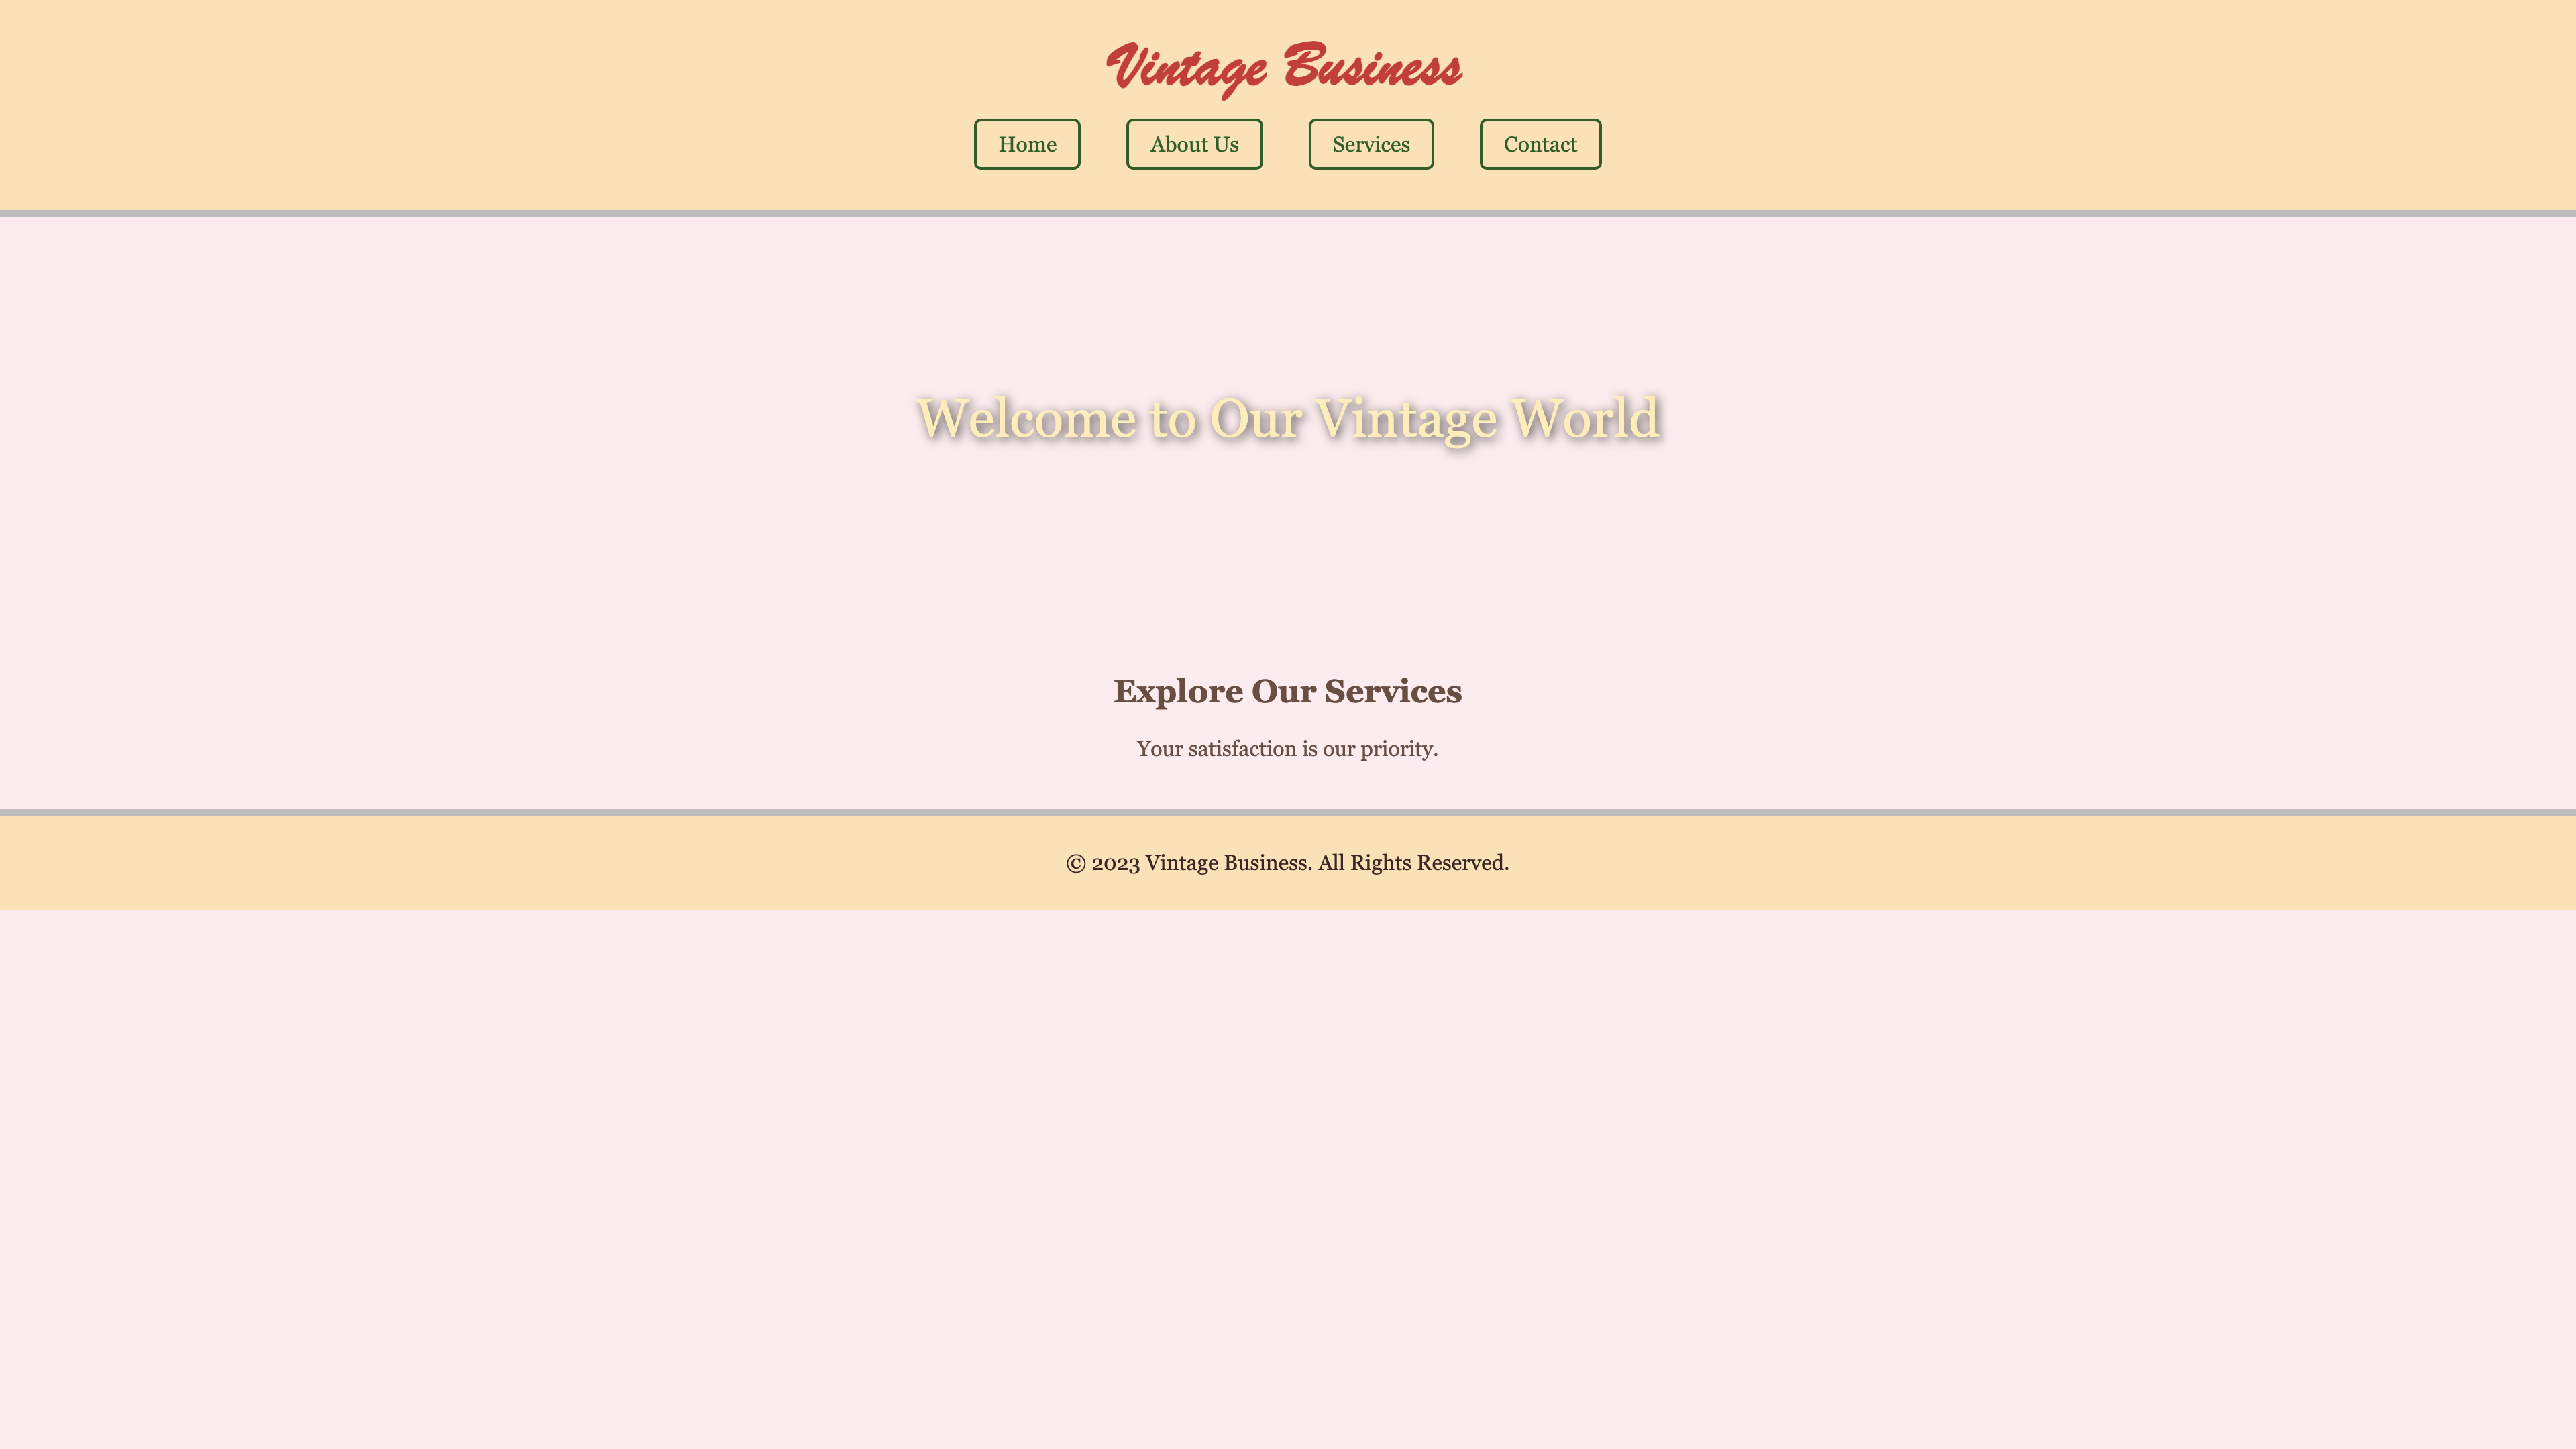 Vintage Business
Home About Us Services Contact
Welcome to Our Vintage World
Explore Our Services
Your satisfaction is our priority.
© 2023 Vintage Business. All Rights Reserved.